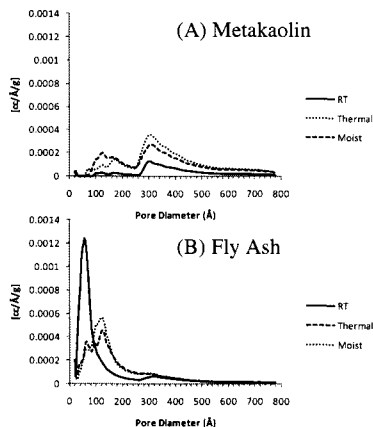 (A) Metakaolin
[cc/Å/g]
0.0014
0.0012
0.001
0.0008
0.0006
0.0004
0.0002
0
0 100 200 300 400 500 600 700 800
Pore Diameter (Å)
RT
Thermal
Moist
(B) Fly Ash
[cc/Å/g]
0.0014
0.0012
0.001
0.0008
0.0006
0.0004
0.0002
0
0 100 200 300 400 500 600 700 800
Pore Diameter (Å)
RT
Thermal
Moist